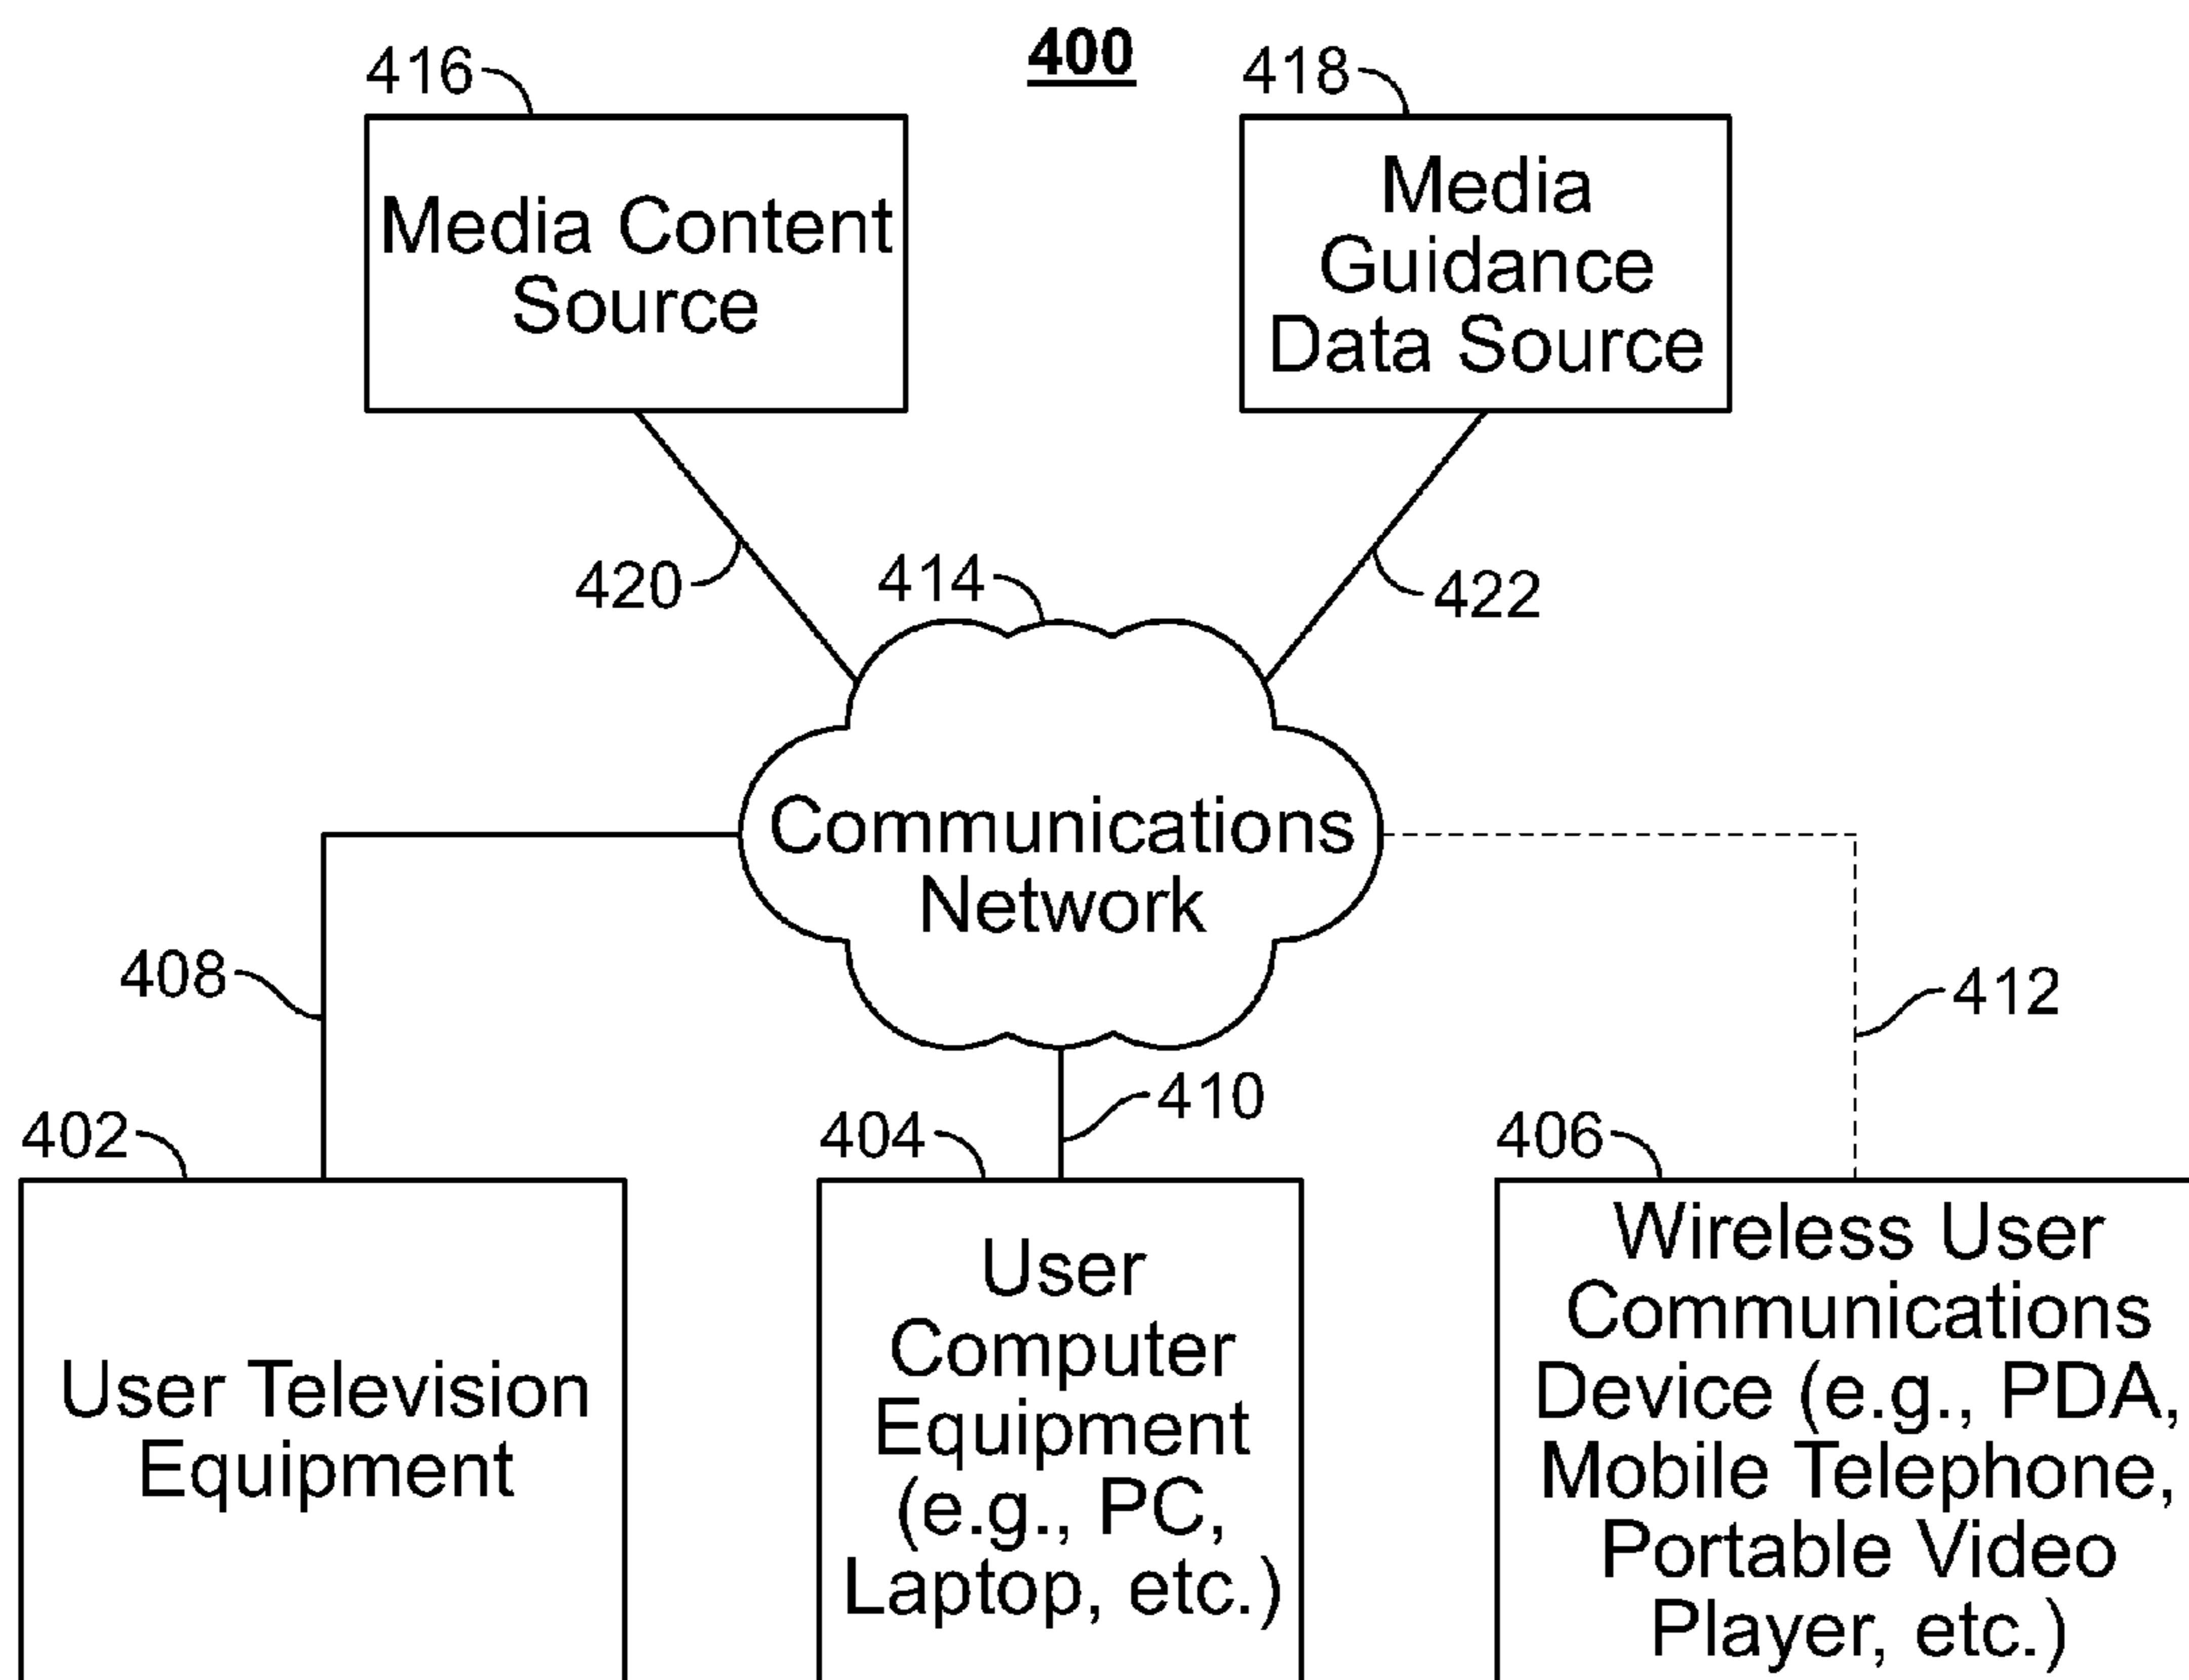 400
416
418
Media Content
Source
Media
Guidance
Data Source
420
414
422
Communications
Network
408
412
410
402
404
406
User Television
Equipment
User
Computer
Equipment
(e.g., PC,
Laptop, etc.)
Wireless User
Communications
Device (e.g., PDA,
Mobile Telephone,
Portable Video
Player, etc.)